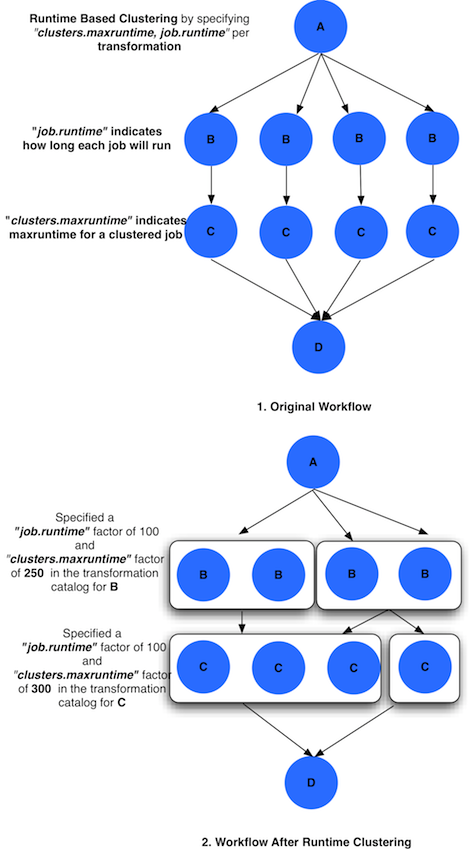 Runtime Based Clustering by specifying
"clusters.maxruntime, job.runtime" per
transformation
A
"job.runtime" indicates
how long each job will run
B B B B
"clusters.maxruntime" indicates
maxruntime for a clustered job
C C C C
D
1. Original Workflow
A
Specified a
"job.runtime" factor of 100
and
"clusters.maxruntime" factor
of 250 in the transformation
catalog for B
B B B B
Specified a
"job.runtime" factor of 100
and
"clusters.maxruntime" factor
of 300 in the transformation
catalog for C
C C C C
D
2. Workflow After Runtime Clustering